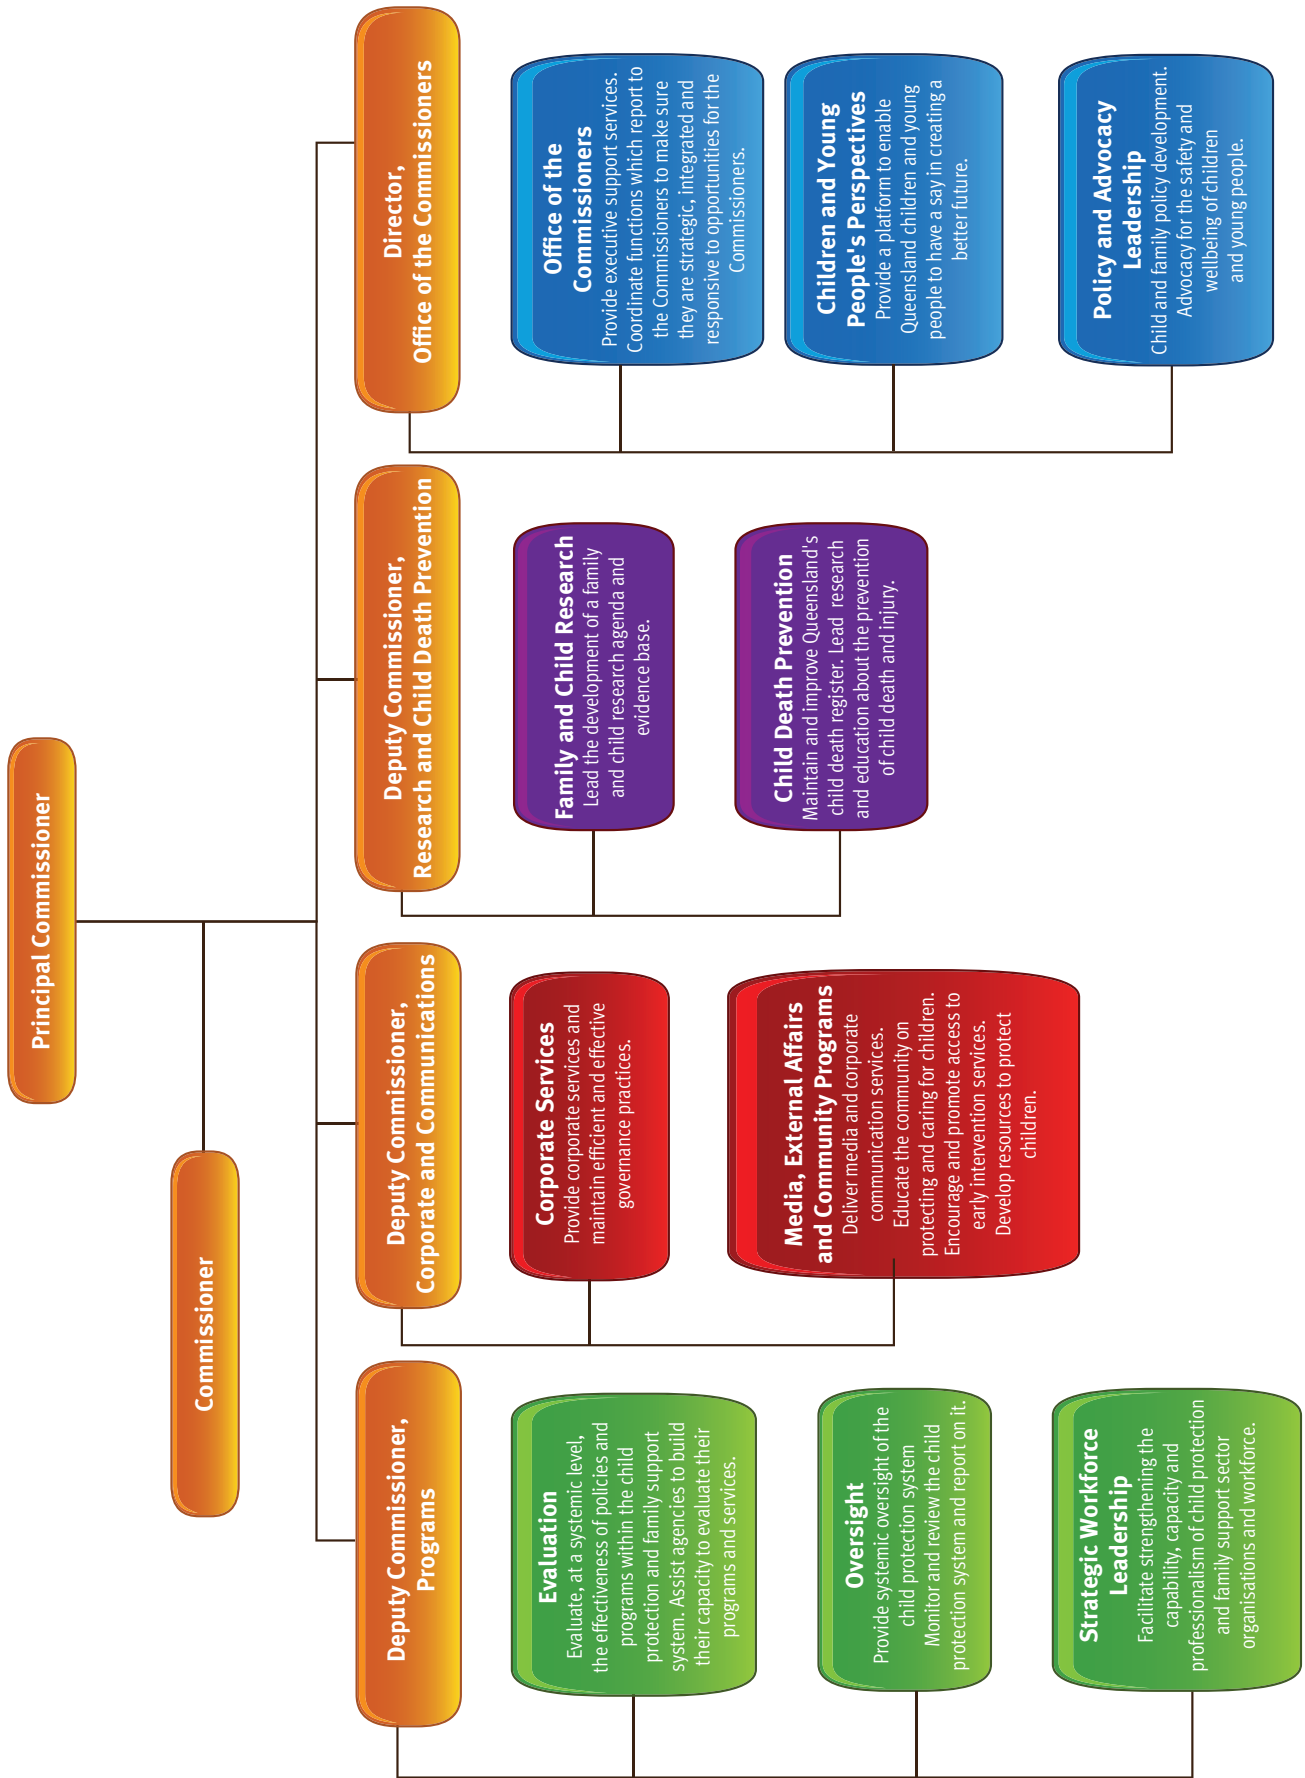 Principal Commissioner
Commissioner
Deputy Commissioner,
Programs
Evaluation
Evaluate, at a systemic level,
the effectiveness of policies and
programs within the child
protection and family support
system. Assist agencies to build
their capacity to evaluate their
programs and services.
Oversight
Provide systemic oversight of the
child protection system
Monitor and review the child
protection system and report on it.
Strategic Workforce
Leadership
Facilitate strengthening the
capability, capacity and
professionalism of child protection
and family support sector
organisations and workforce.
Deputy Commissioner,
Corporate and Communications
Corporate Services
Provide corporate services and
maintain efficient and effective
governance practices.
Media, External Affairs
and Community Programs
Deliver media and corporate
communication services.
Educate the community on
protecting and caring for children.
Encourage and promote access to
early intervention services.
Develop resources to protect
children.
Deputy Commissioner,
Research and Child Death Prevention
Family and Child Research
Lead the development of a family
and child research agenda and
evidence base.
Child Death Prevention
Maintain and improve Queensland's
child death register. Lead  research
and education about the prevention
of child death and injury.
Director,
Office of the Commissioners
Office of the
Commissioners
Provide executive support services.
Coordinate functions which report to
the Commissioners to make sure
they are strategic, integrated and
responsive to opportunities for the
Commissioners.
Children and Young
People's Perspectives
Provide a platform to enable
Queensland children and young
people to have a say in creating a
better future.
Policy and Advocacy
Leadership
Child and family policy development.
Advocacy for the safety and
wellbeing of children
and young people.